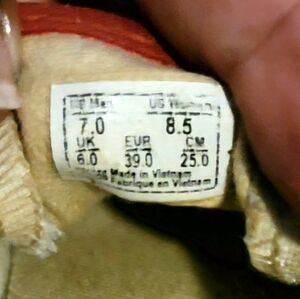 US Men US Women
7.0 8.5
UK EUR CM
6.0 39.0 25.0
Made in Vietnam
Fabrique en Vietnam